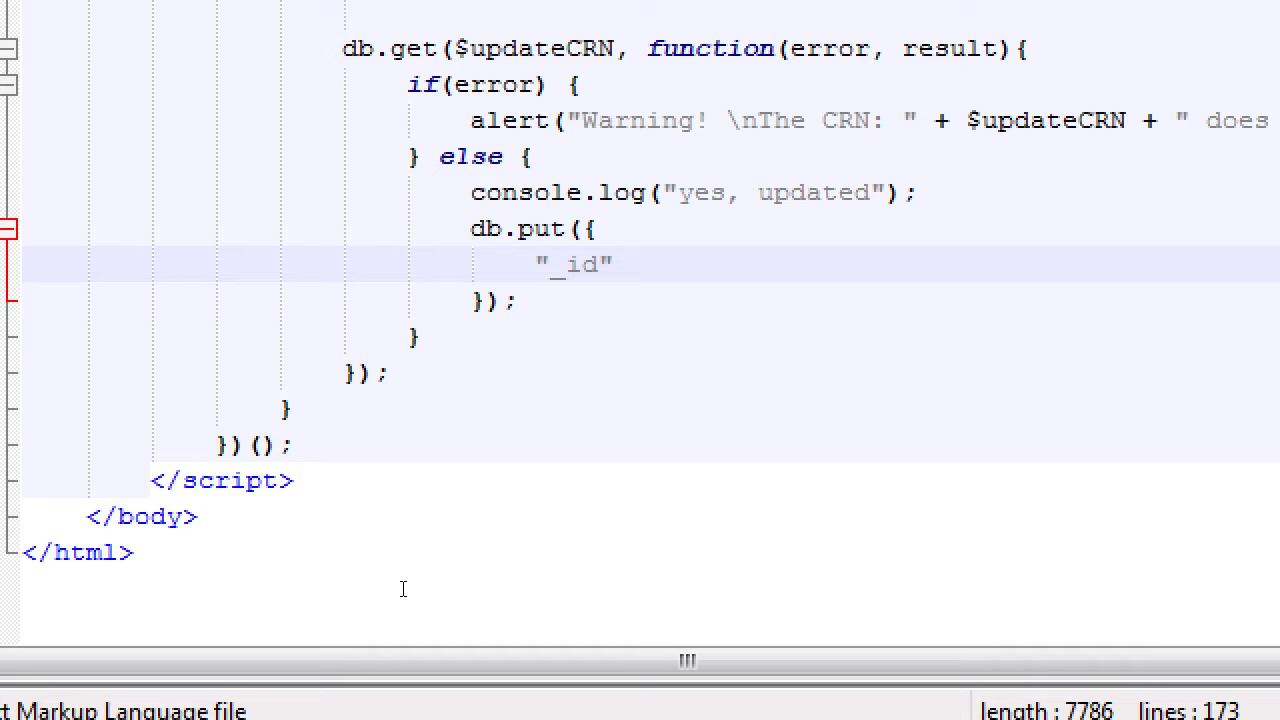 db.get($updateCRN, function(error, result){
if(error) {
alert("Warning! \nThe CRN: " + $updateCRN + " does
} else {
console.log("yes, updated");
db.put({
"_id"
});
}
});
}
})();
</script>
</body>
</html>
t Markup Language file length : 7786 lines : 173